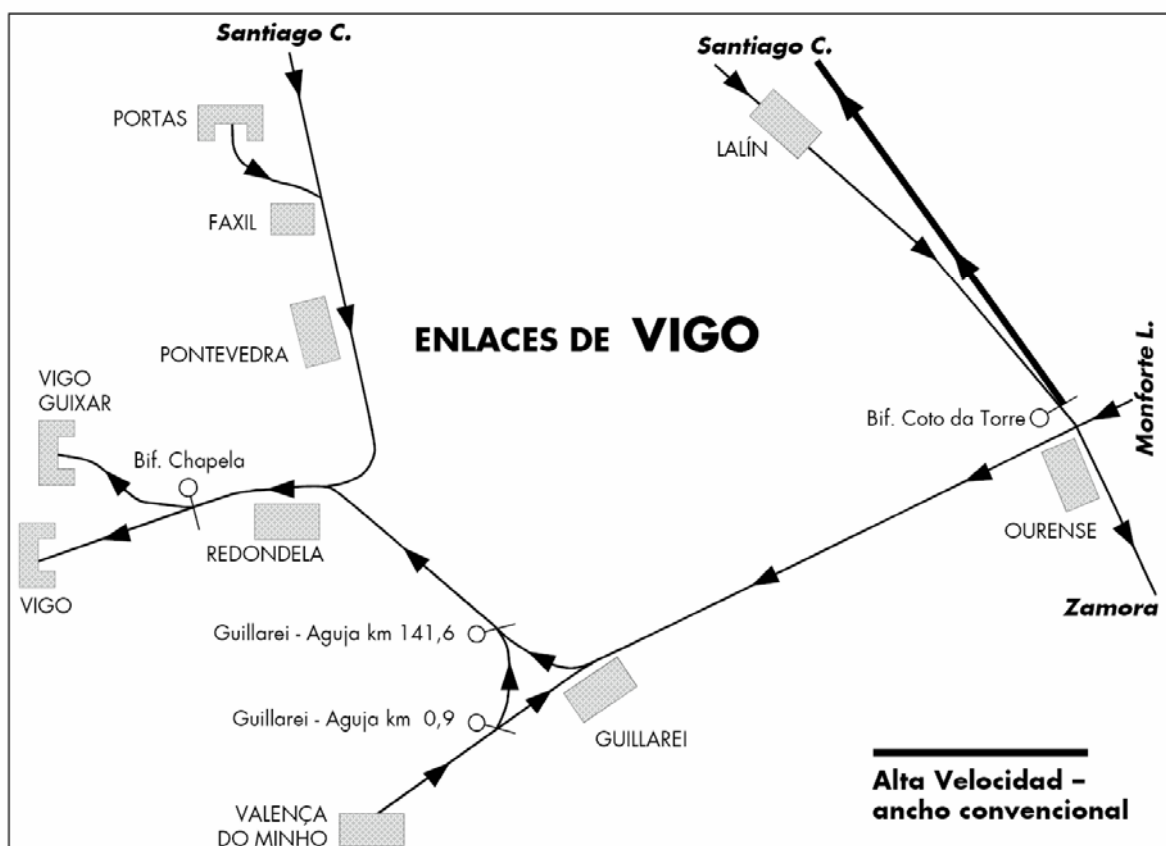 Santiago C.
Santiago C.
PORTAS
LALÍN
FAXIL
ENLACES DE VIGO
PONTEVEDRA
Monforte L.
VIGO
GUIXAR
Bif. Coto da Torre
Bif. Chapela
OURENSE
REDONDELA
VIGO
Zamora
Guillarei - Aguja km 141,6
Guillarei - Aguja km 0,9
GUILLAREI
Alta Velocidad –
ancho convencional
VALENÇA
DO MINHO